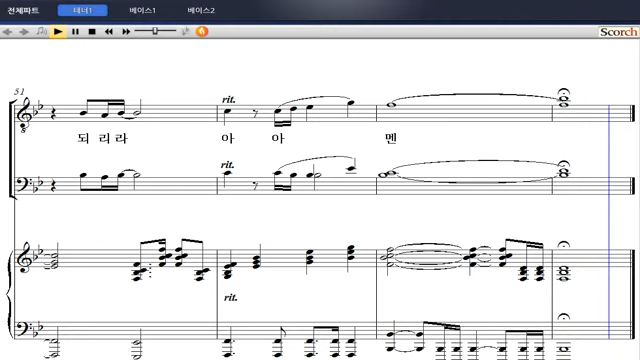 전체파트 테너1 베이스1 베이스2
Scorch
51
rit.
되 리 라 아 아 멘
rit.
rit.